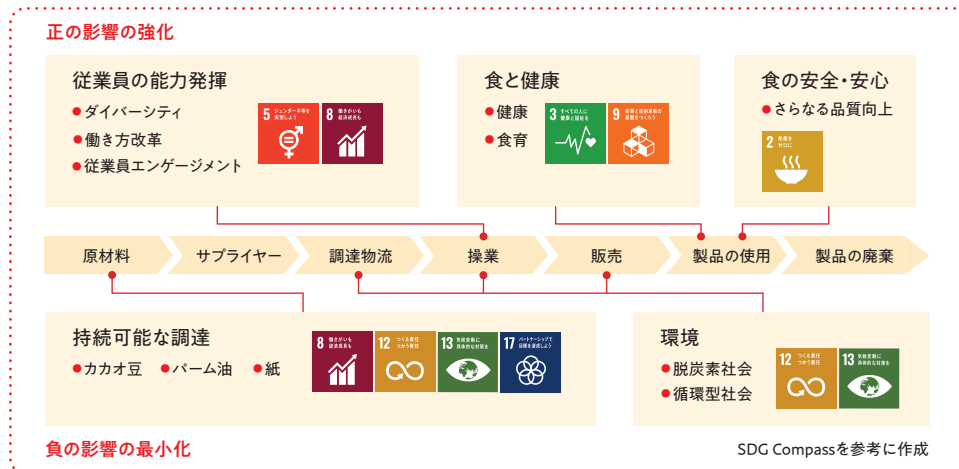 正の影響の強化
従業員の能力発揮
●ダイバーシティ
●働き方改革
●従業員エンゲージメント
5 ジェンダー平等を
実現しよう
8 働きがいも
経済成長も
食と健康
●健康
●食育
3 すべての人に
健康と福祉を
9 産業と技術革新の
基盤をつくろう
食の安全・安心
●さらなる品質向上
2 飢餓を
ゼロに
原材料
サプライヤー
調達物流
操業
販売
製品の使用
製品の廃棄
持続可能な調達
●カカオ豆 ●パーム油 ●紙
8 働きがいも
経済成長も
12 つくる責任
つかう責任
13 気候変動に
具体的な対策を
17 パートナーシップで
目標を達成しよう
環境
●脱炭素社会
●循環型社会
12 つくる責任
つかう責任
13 気候変動に
具体的な対策を
負の影響の最小化
SDG Compassを参考に作成